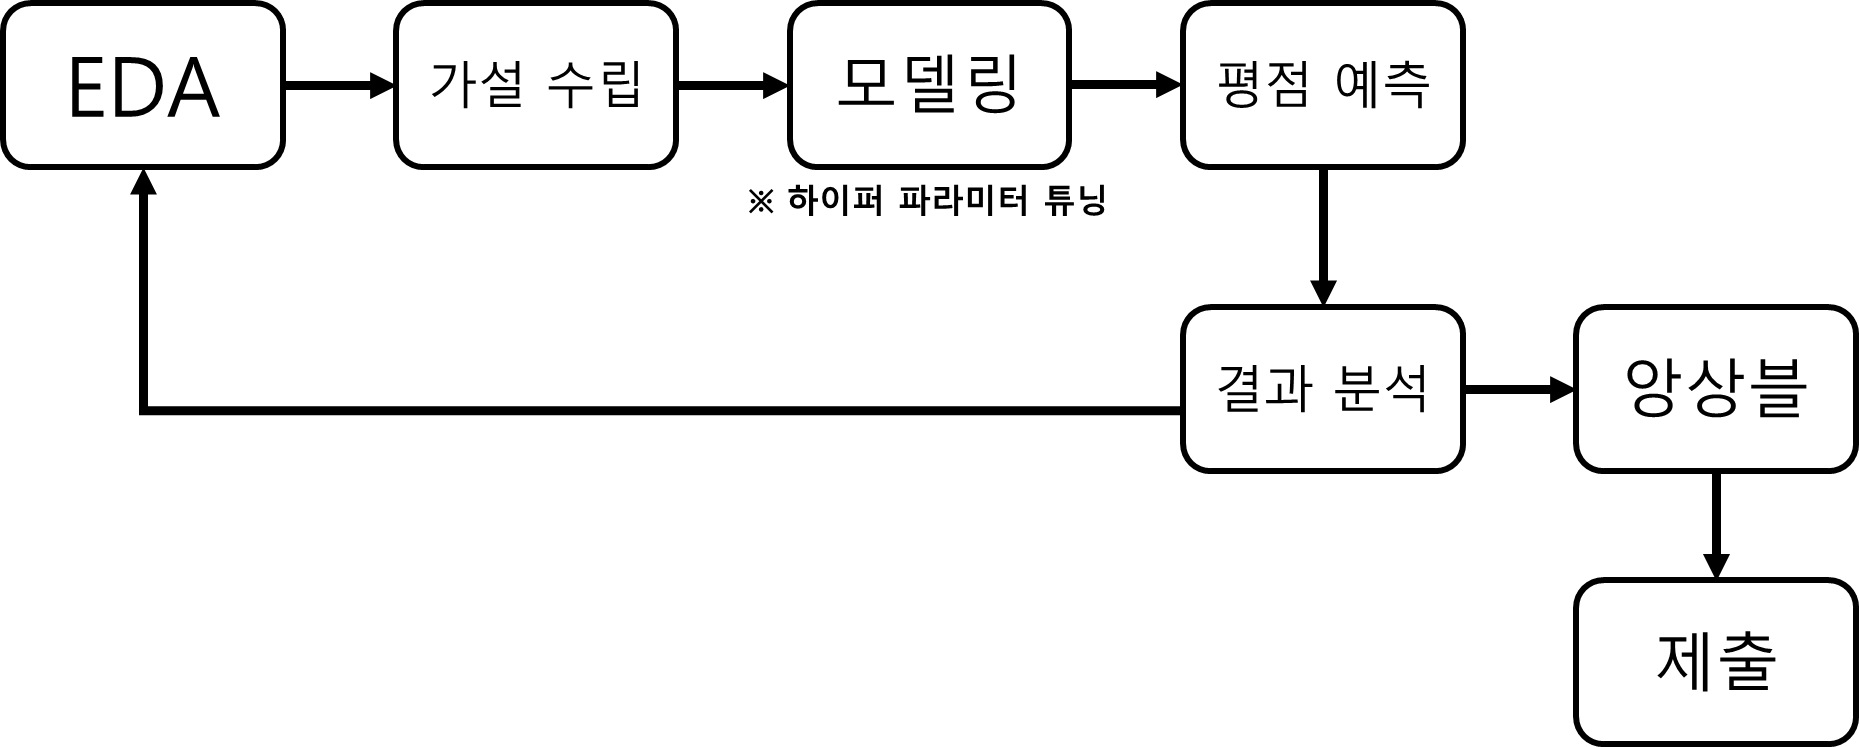 EDA
가설 수립
모델링
평점 예측
※ 하이퍼 파라미터 튜닝
결과 분석
앙상블
제출